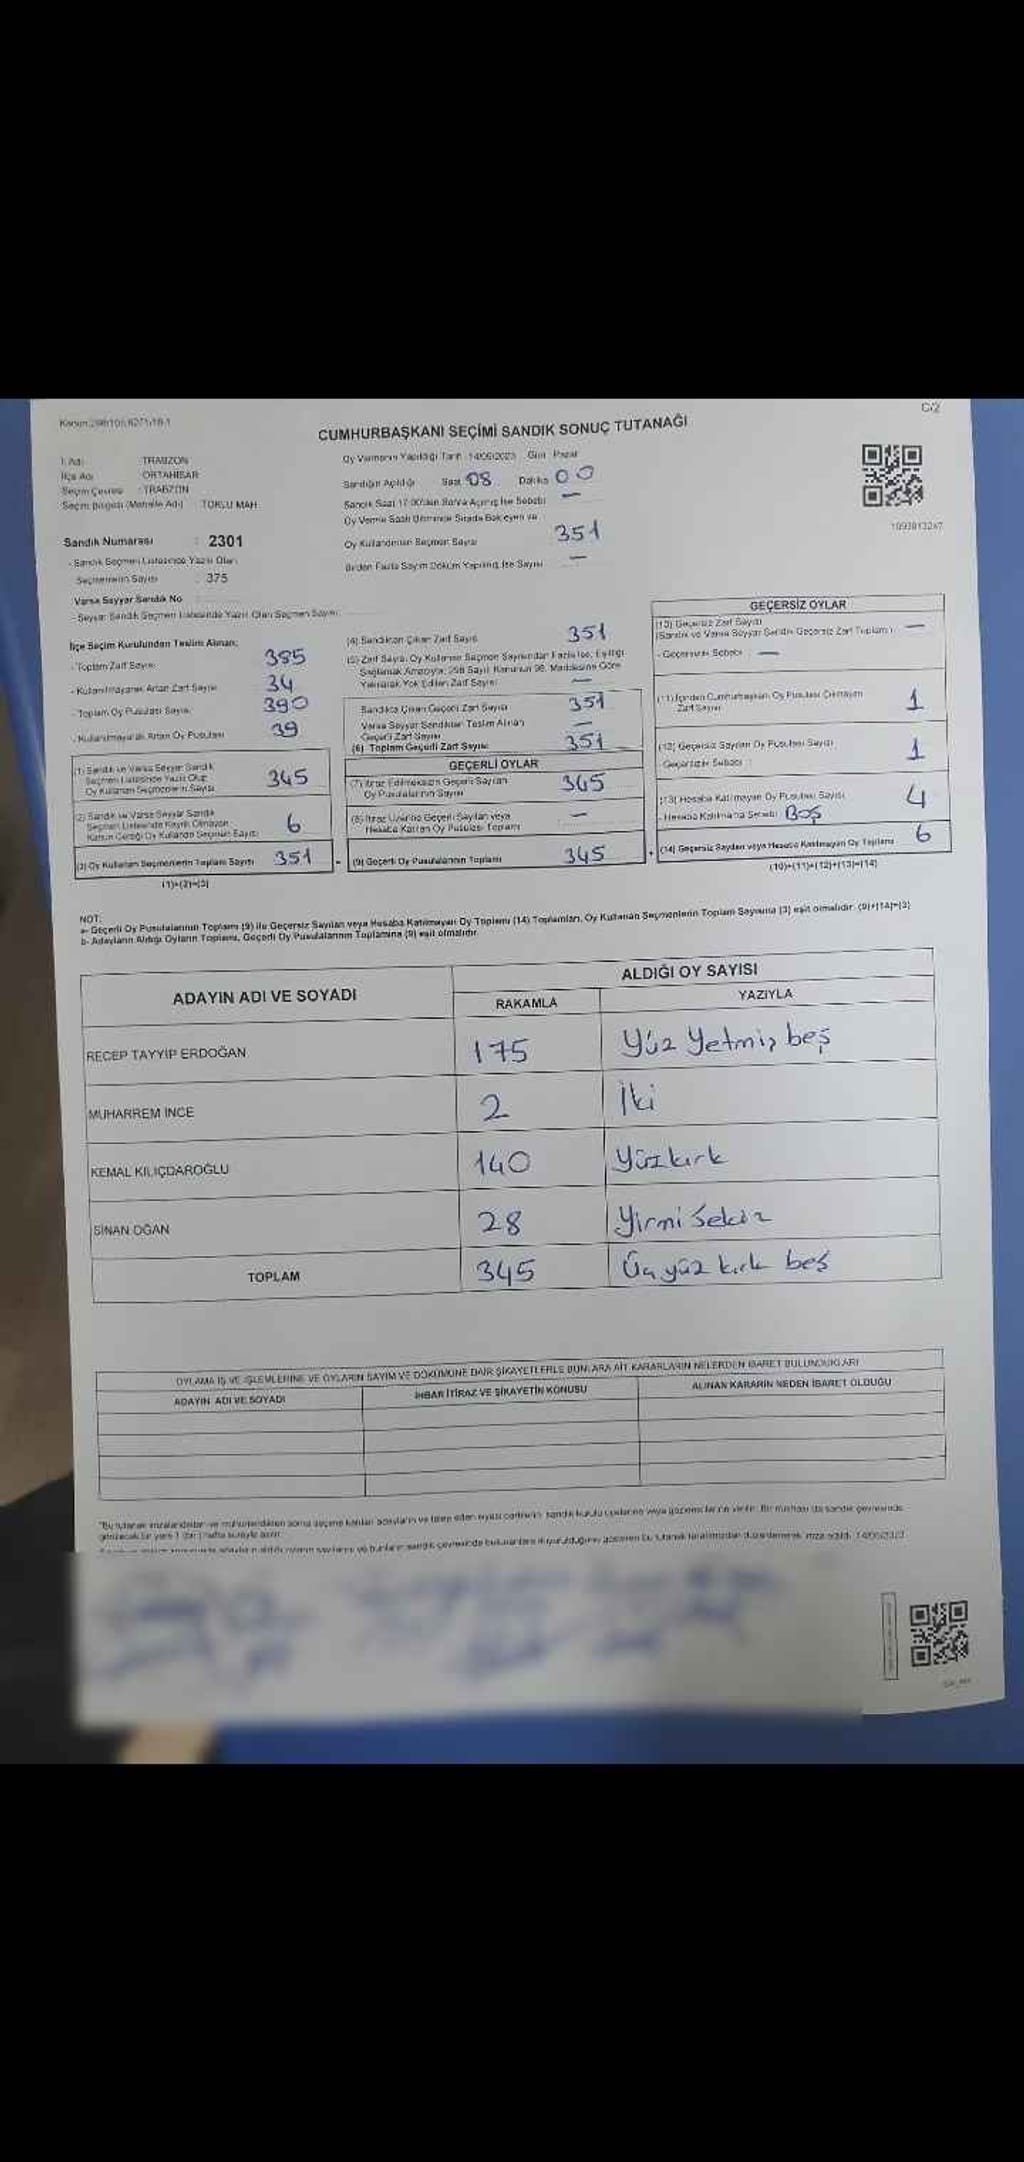 C/2
CUMHURBAŞKANI SEÇİMİ SANDIK SONUÇ TUTANAĞI
İl Adı : TRABZON
İlçe Adı : ORTAHİSAR
Seçim Çevresi : TRABZON
Seçim Bölgesi (Mahalle Adı) : TOKLU MAH.
Oy Vermenin Yapıldığı Tarih 14/05/2023 Gün Pazar
Sandığın Açıldığı Saat 08 Dakika 00
Sandık Saat 17:00'den Sonra Açılmış İse Sebebi —
Oy Verme Saati Bitiminde Sırada Bekleyen ve
Oy Kullandırılan Seçmen Sayısı 351
Birden Fazla Sayım Döküm Yapılmış İse Sayısı —
1093813247
Sandık Numarası : 2301
- Sandık Seçmen Listesinde Yazılı Olan
Seçmenlerin Sayısı : 375
Varsa Seyyar Sandık No
- Seyyar Sandık Seçmen Listesinde Yazılı Olan Seçmen Sayısı
İlçe Seçim Kurulundan Teslim Alınan;
- Toplam Zarf Sayısı 385
- Kullanılmayarak Artan Zarf Sayısı 34
- Toplam Oy Pusulası Sayısı 390
- Kullanılmayarak Artan Oy Pusulası 39
(1) Sandık ve Varsa Seyyar Sandık
Seçmen Listesinde Yazılı Olup
Oy Kullanan Seçmenlerin Sayısı 345
(2) Sandık ve Varsa Seyyar Sandık
Seçmen Listesinde Kayıtlı Olmayan
Kanun Gereği Oy Kullanan Seçmen Sayısı 6
(3) Oy Kullanan Seçmenlerin Toplam Sayısı 351
(1)+(2)=(3)
(4) Sandıktan Çıkan Zarf Sayısı 351
(5) Zarf Sayısı, Oy Kullanan Seçmen Sayısından Fazla İse, Eşitliği
Sağlamak Amacıyla, 298 Sayılı Kanunun 98. Maddesine Göre
Yakılarak Yok Edilen Zarf Sayısı —
Sandıkta Çıkan Geçerli Zarf Sayısı 351
Varsa Seyyar Sandıktan Teslim Alınan
Geçerli Zarf Sayısı —
(6) Toplam Geçerli Zarf Sayısı 351
GEÇERLİ OYLAR
(7) İtiraz Edilmeksizin Geçerli Sayılan
Oy Pusulalarının Sayısı 345
(8) İtiraz Üzerine Geçerli Sayılan veya
Hesaba Katılan Oy Pusulası Toplamı —
(9) Geçerli Oy Pusulalarının Toplamı 345
GEÇERSİZ OYLAR
(10) Geçersiz Zarf Sayısı
(Sandık ve Varsa Seyyar Sandık Geçersiz Zarf Toplamı) —
- Geçersizlik Sebebi : —
(11) İçinden Cumhurbaşkanı Oy Pusulası Çıkmayan
Zarf Sayısı 1
(12) Geçersiz Sayılan Oy Pusulası Sayısı 1
- Geçersizlik Sebebi :
(13) Hesaba Katılmayan Oy Pusulası Sayısı 4
- Hesaba Katılmama Sebebi : Boş
(14) Geçersiz Sayılan veya Hesaba Katılmayan Oy Toplamı 6
(10)+(11)+(12)+(13)=(14)
NOT:
a- Geçerli Oy Pusulalarının Toplamı (9) ile Geçersiz Sayılan veya Hesaba Katılmayan Oy Toplamı (14) Toplamları, Oy Kullanan Seçmenlerin Toplam Sayısına (3) eşit olmalıdır. (9)+(14)=(3)
b- Adayların Aldığı Oyların Toplamı, Geçerli Oy Pusulalarının Toplamına (9) eşit olmalıdır.
ADAYIN ADI VE SOYADI
ALDIĞI OY SAYISI
RAKAMLA YAZIYLA
RECEP TAYYİP ERDOĞAN 175 Yüz Yetmiş beş
MUHARREM İNCE 2 İki
KEMAL KILIÇDAROĞLU 140 Yüzkırk
SİNAN OĞAN 28 Yirmi Sekiz
TOPLAM 345 Üç yüz kırk beş
OYLAMA İŞ VE İŞLEMLERİNE VE OYLARIN SAYIM VE DÖKÜMÜNE DAİR ŞİKAYETLERLE BUNLARA AİT KARARLARIN NELERDEN İBARET BULUNDUKLARI
ADAYIN ADI VE SOYADI İHBAR İTİRAZ VE ŞİKAYETİN KONUSU ALINAN KARARIN NEDEN İBARET OLDUĞU